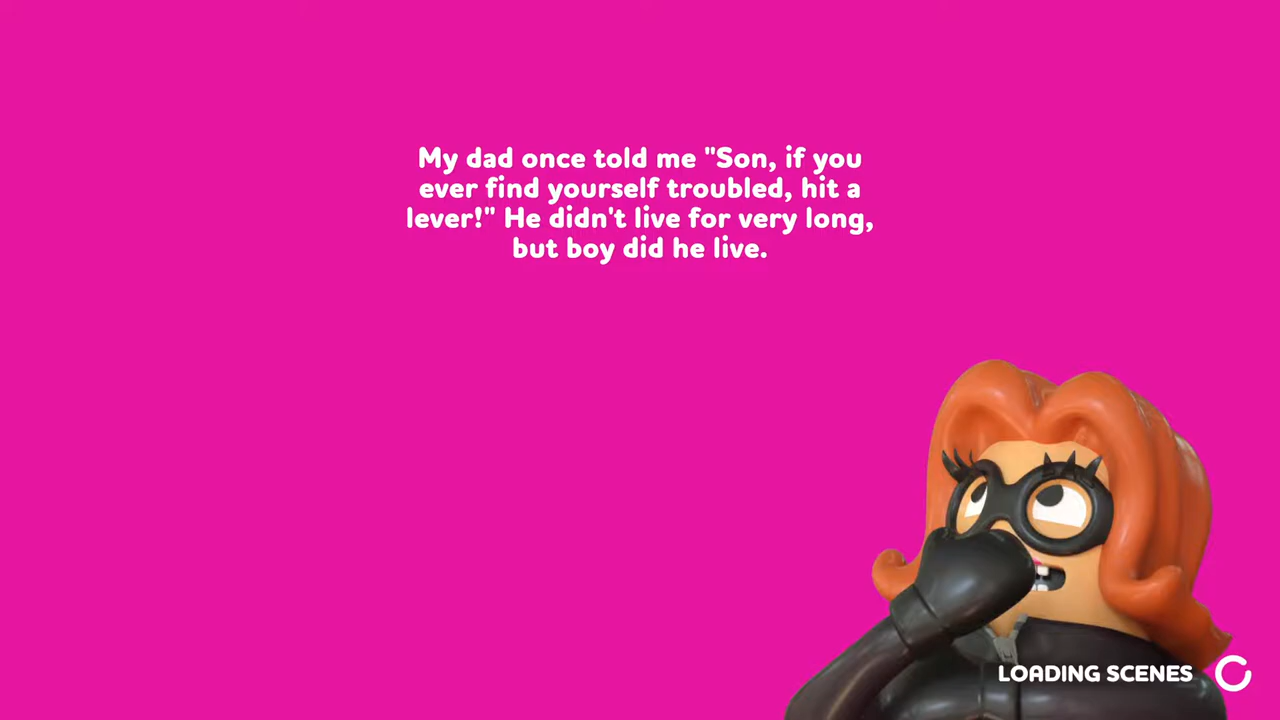 My dad once told me "Son, if you
ever find yourself troubled, hit a
lever!" He didn't live for very long,
but boy did he live.
LOADING SCENES